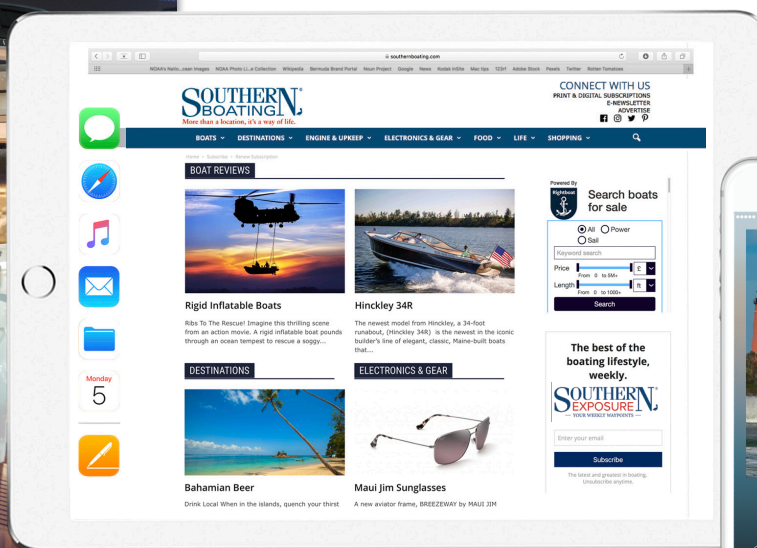 southernboating.com
NOAA's Natio...cean Images NOAA Photo Li...a Collection Wikipedia Bermuda Brand Portal Noun Project Google News Kodak InSite Mac tips 123rf Adobe Stock Pexels Twitter Rotten Tomatoes
SOUTHERN
BOATING
More than a location, it's a way of life.
CONNECT WITH US
PRINT & DIGITAL SUBSCRIPTIONS
E-NEWSLETTER
ADVERTISE
BOATS DESTINATIONS ENGINE & UPKEEP ELECTRONICS & GEAR FOOD LIFE SHOPPING
Home > Subscribe > Renew Subscription
BOAT REVIEWS
Rigid Inflatable Boats
Ribs To The Rescue! Imagine this thrilling scene
from an action movie. A rigid inflatable boat pounds
through an ocean tempest to rescue a soggy...
Hinckley 34R
The newest model from Hinckley, a 34-foot
runabout, (Hinckley 34R) is the newest in the iconic
builder's line of elegant, classic, Maine-built boats
that...
DESTINATIONS
Bahamian Beer
Drink Local When in the islands, quench your thirst
ELECTRONICS & GEAR
Maui Jim Sunglasses
A new aviator frame, BREEZEWAY by MAUI JIM
Powered By
Rightboat
Search boats
for sale
All Power
Sail
Keyword search
Price £
From 0 to 5M+
Length ft
From 0 to 1000+
Search
The best of the
boating lifestyle,
weekly.
SOUTHERN
EXPOSURE
YOUR WEEKLY WAYPOINTS
Enter your email
Subscribe
The latest and greatest in boating.
Unsubscribe anytime.
Monday
5